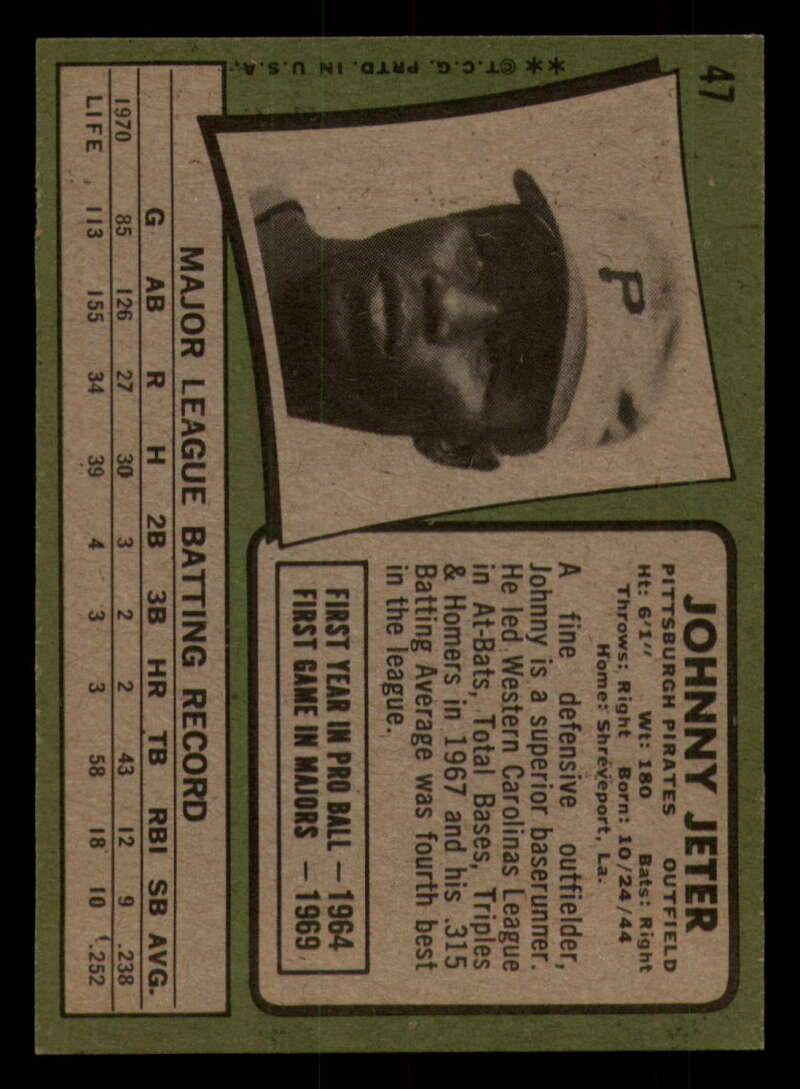 47
** ©T.C.G. PRTD. IN U.S.A.
P
JOHNNY JETER
PITTSBURGH PIRATES OUTFIELD
Ht: 6'1" Wt: 180 Bats: Right
Throws: Right Born: 10/24/44
Home: Shreveport, La.
A fine defensive outfielder,
Johnny is a superior baserunner.
He led Western Carolinas League
in At-Bats, Total Bases, Triples
& Homers in 1967 and his .315
Batting Average was fourth best
in the league.
FIRST YEAR IN PRO BALL — 1964
FIRST GAME IN MAJORS — 1969
MAJOR LEAGUE BATTING RECORD
G AB R H 2B 3B HR TB RBI SB AVG.
1970 85 126 27 30 3 2 2 43 12 9 .238
LIFE 113 155 34 39 4 3 3 58 18 10 .252